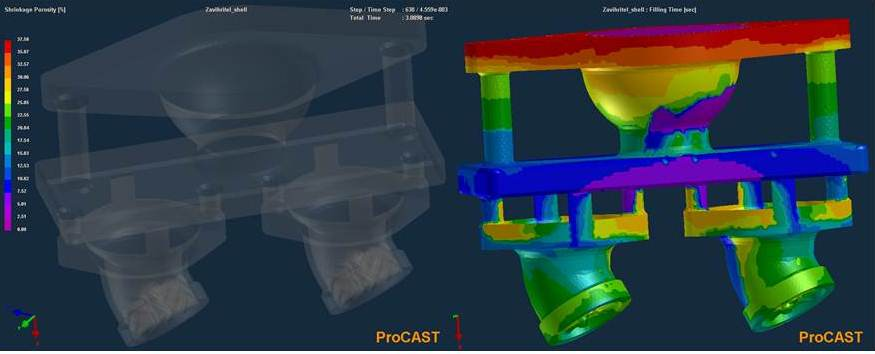 Shrinkage Porosity [%]
Zavihritel_shell
Step / Time Step : 630 / 4.559e-003
Total Time : 3.0898 sec
Zavihritel_shell : Filling Time [sec]
37.59
35.07
32.57
30.06
27.56
25.05
22.55
20.04
17.54
15.03
12.53
10.02
7.52
5.01
2.51
0.00
ProCAST
ProCAST